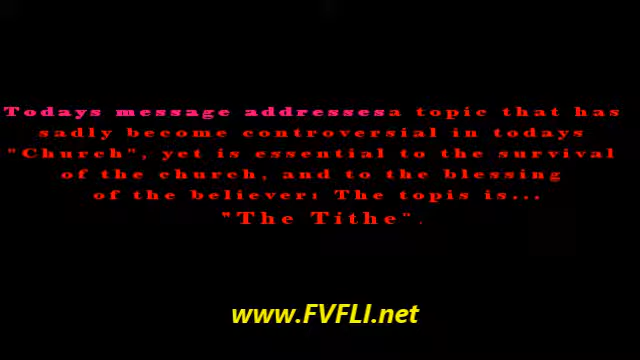 Todays message addressesa topic that has
sadly become controversial in todays
"Church", yet is essential to the survival
of the church, and to the blessing
of the believer: The topis is...
"The Tithe".
www.FVFLI.net